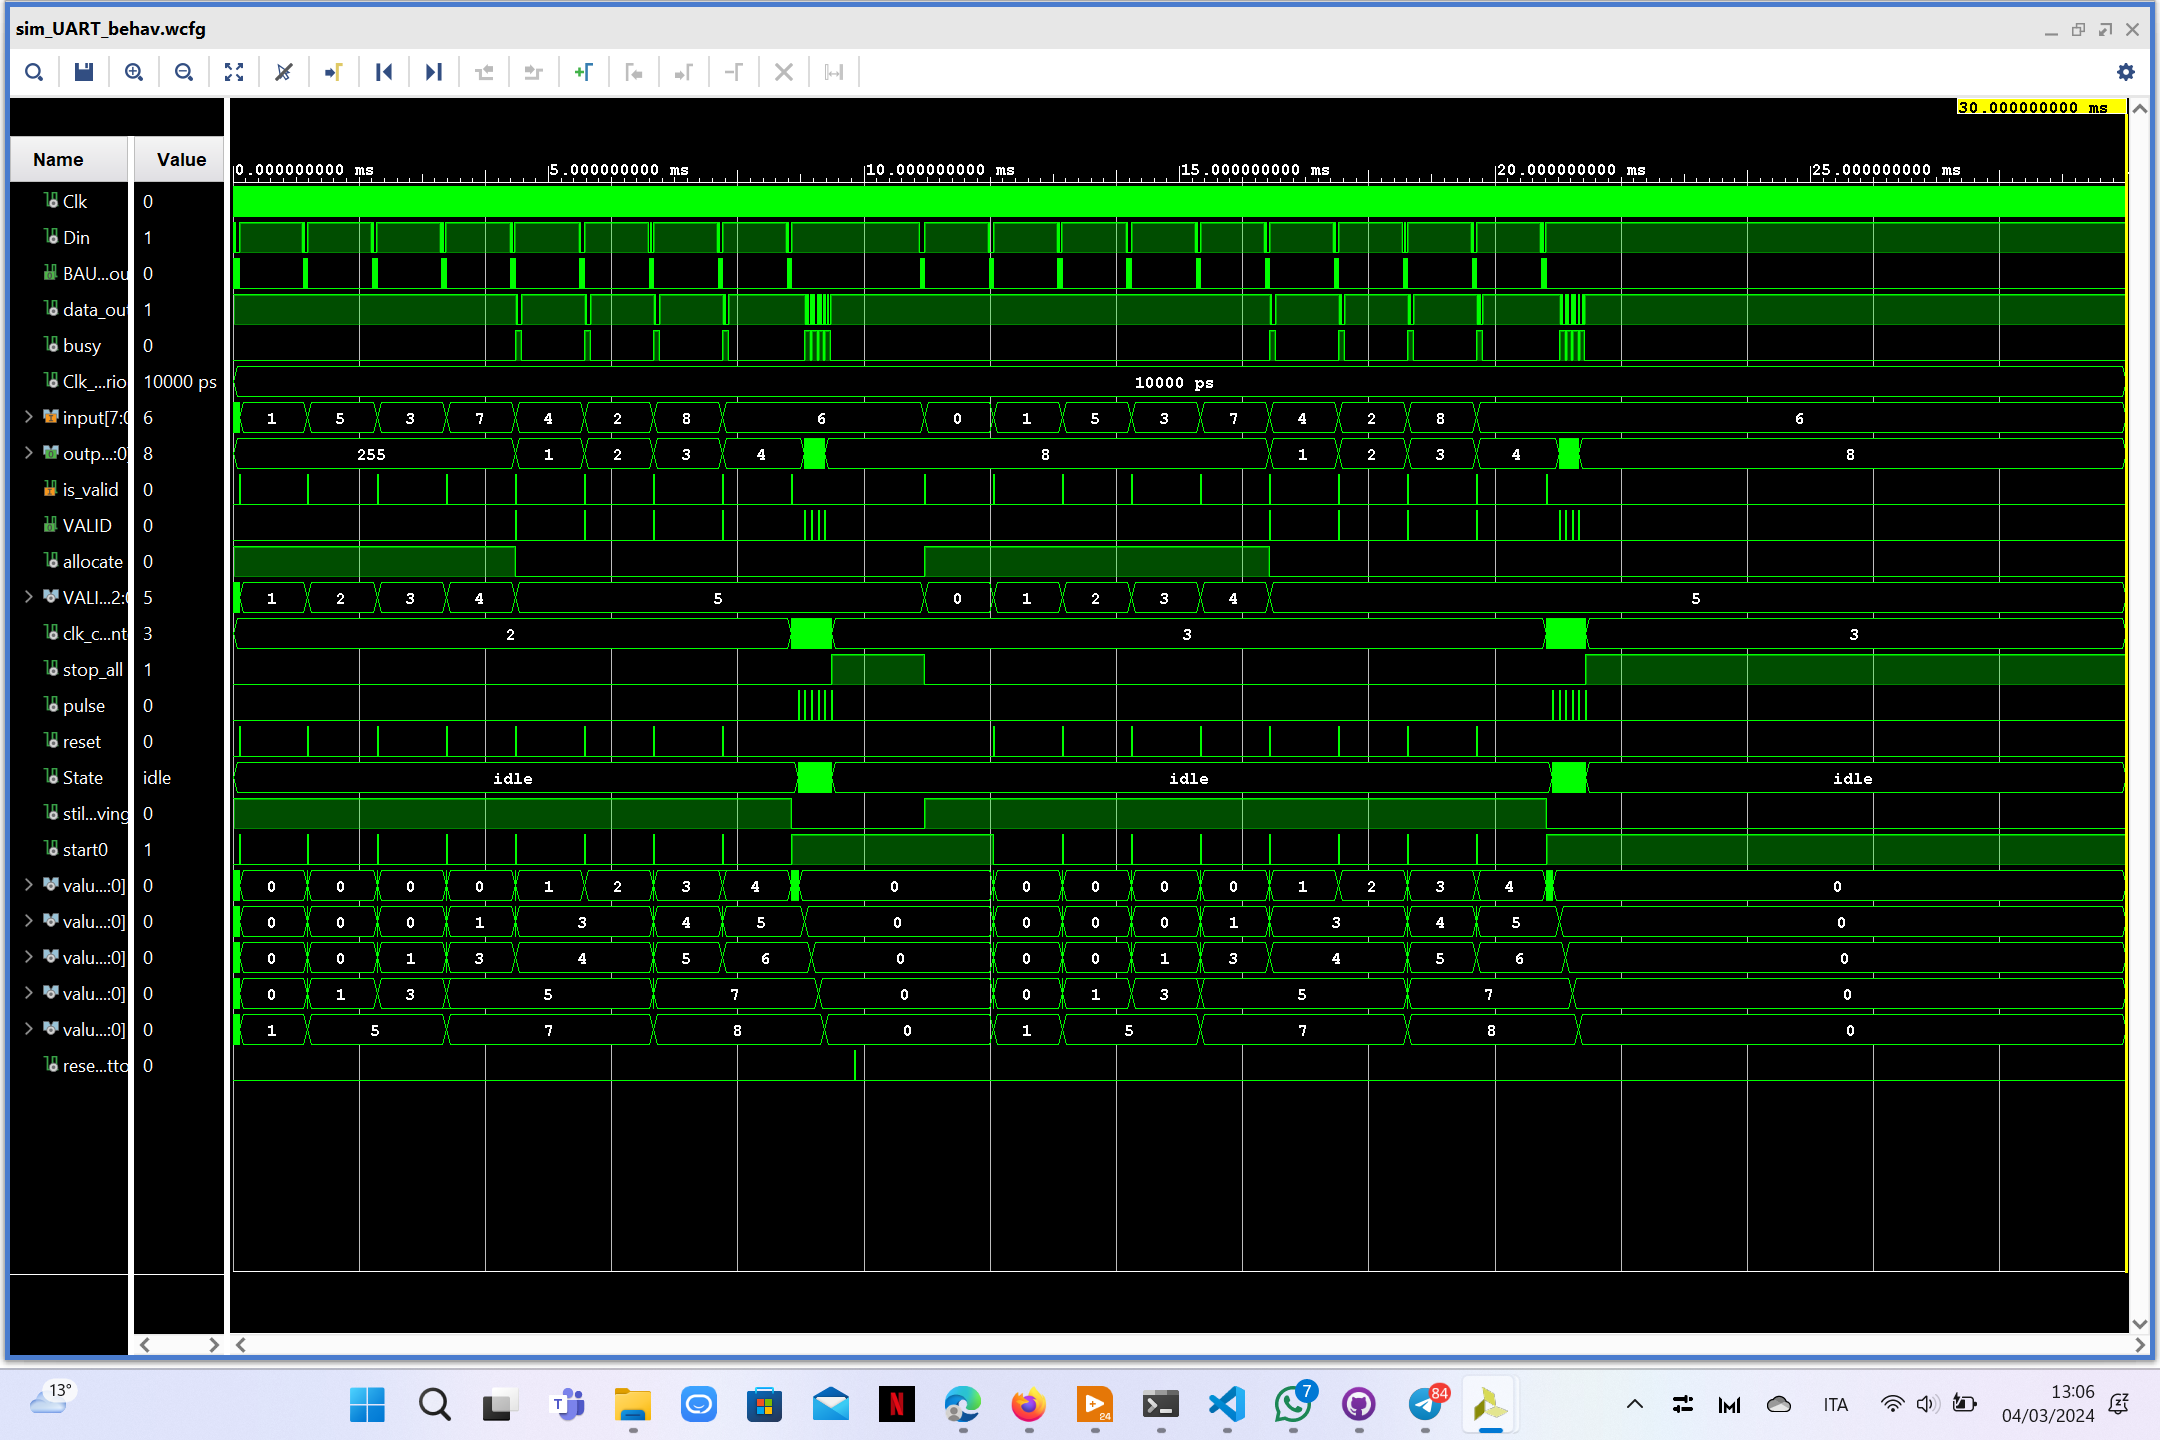 sim_UART_behav.wcfg
30.000000000 ms
Name Value
0.000000000 ms 5.000000000 ms 10.000000000 ms 15.000000000 ms 20.000000000 ms 25.000000000 ms
Clk 0
Din 1
BAU...ou 0
data_out 1
busy 0
Clk_...rio 10000 ps 10000 ps
input[7:0 6 1 5 3 7 4 2 8 6 0 1 5 3 7 4 2 8 6
outp...:0] 8 255 1 2 3 4 8 1 2 3 4 8
is_valid 0
VALID 0
allocate 0
VALI...2:0 5 1 2 3 4 5 0 1 2 3 4 5
clk_c...nt 3 2 3 3
stop_all 1
pulse 0
reset 0
State idle idle idle idle
stil...ving 0
start0 1
valu...:0] 0 0 0 0 0 1 2 3 4 0 0 0 0 0 1 2 3 4 0
valu...:0] 0 0 0 0 1 3 4 5 0 0 0 0 1 3 4 5 0
valu...:0] 0 0 0 1 3 4 5 6 0 0 0 1 3 4 5 6 0
valu...:0] 0 0 1 3 5 7 0 0 1 3 5 7 0
valu...:0] 0 1 5 7 8 0 1 5 7 8 0
rese...tto 0
13°
24
7
84
ITA
13:06
04/03/2024